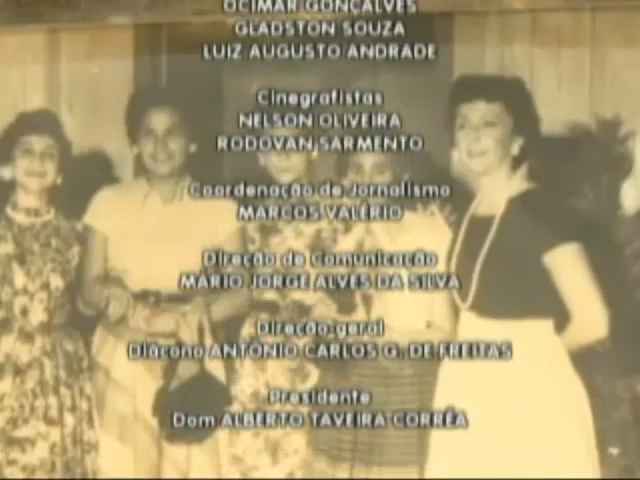 OCIMAR GONÇALVES
GLADSTON SOUZA
LUIZ AUGUSTO ANDRADE
Cinegrafistas
NELSON OLIVEIRA
RODOVAN SARMENTO
Coordenação de Jornalismo
MARCOS VALÉRIO
Direção de Comunicação
MÁRIO JORGE ALVES DA SILVA
Direção-geral
Diácono ANTÔNIO CARLOS G. DE FREITAS
Presidente
Dom ALBERTO TAVEIRA CORRÊA